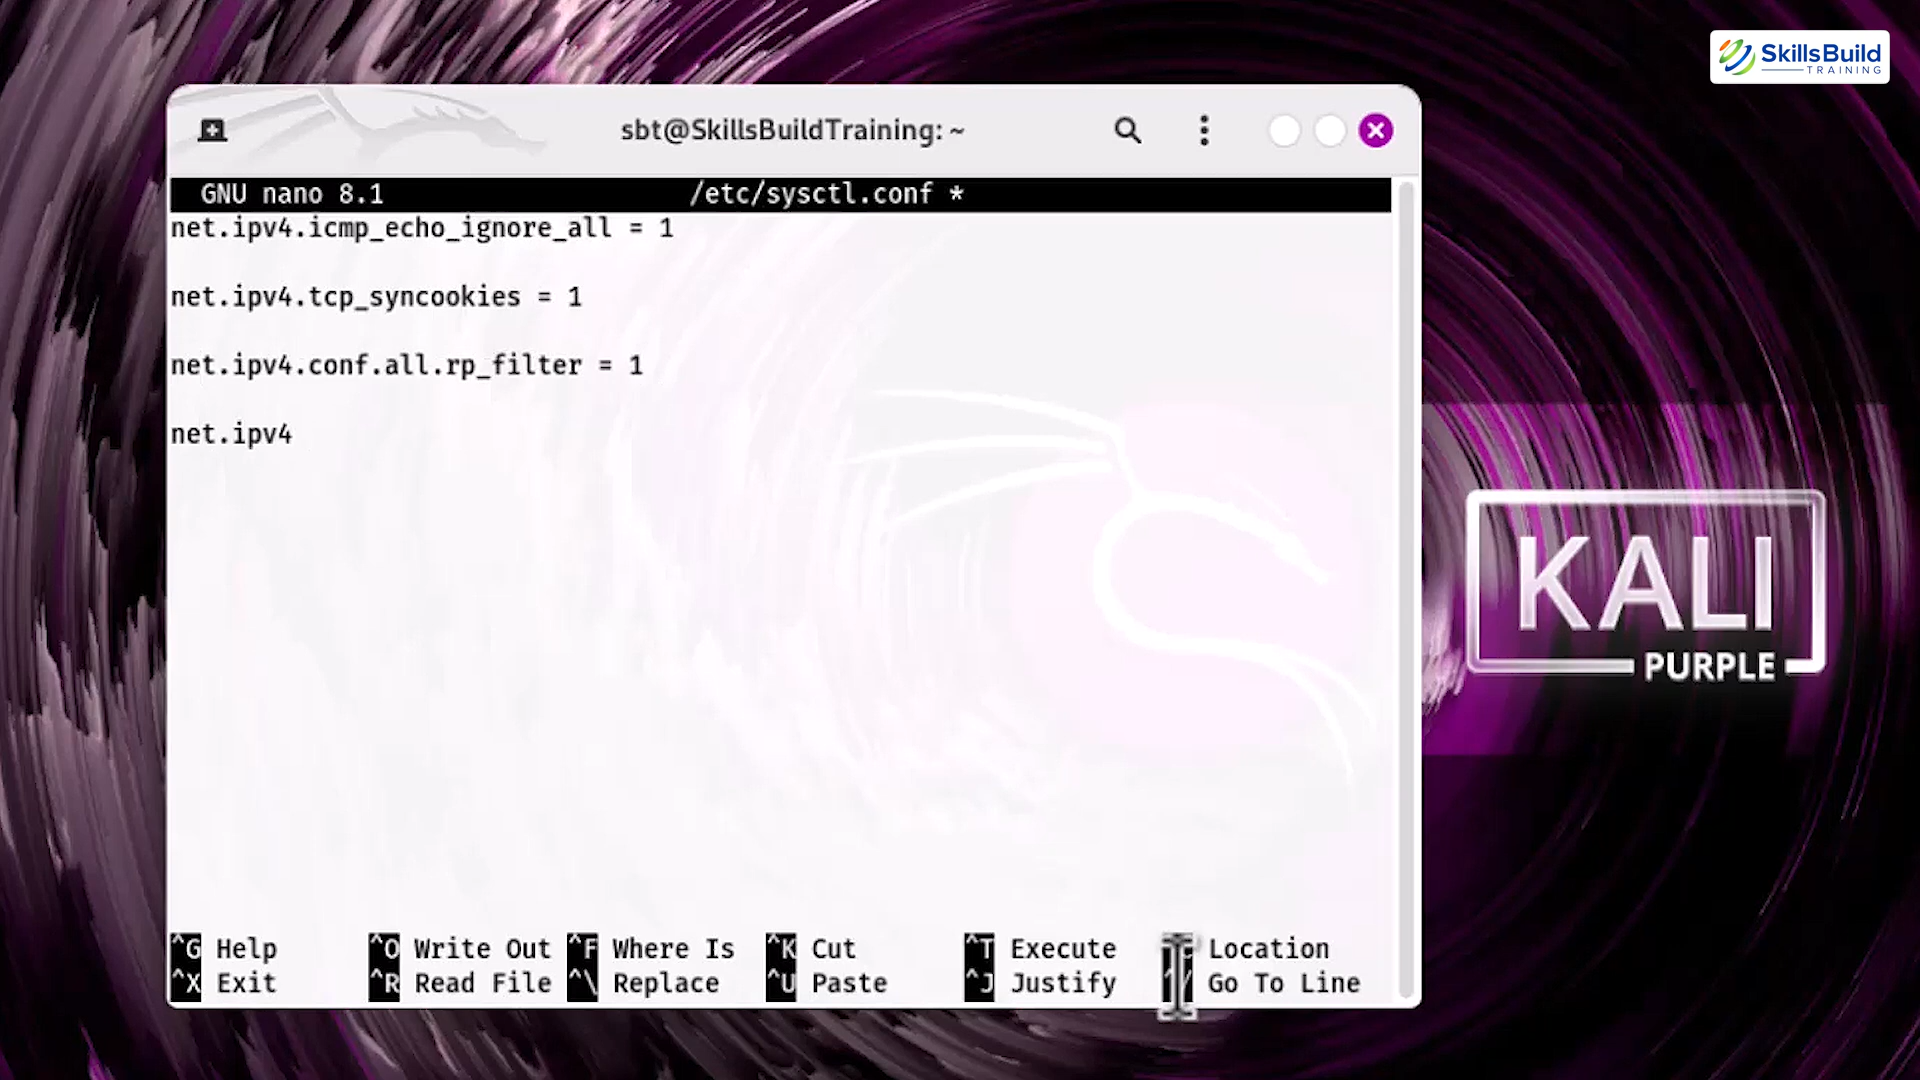 SkillsBuild
TRAINING
sbt@SkillsBuildTraining: ~
GNU nano 8.1 /etc/sysctl.conf *
net.ipv4.icmp_echo_ignore_all = 1
net.ipv4.tcp_syncookies = 1
net.ipv4.conf.all.rp_filter = 1
net.ipv4
KALI
PURPLE
^G Help ^O Write Out ^F Where Is ^K Cut ^T Execute Location
^X Exit ^R Read File ^\ Replace ^U Paste ^J Justify ^/ Go To Line